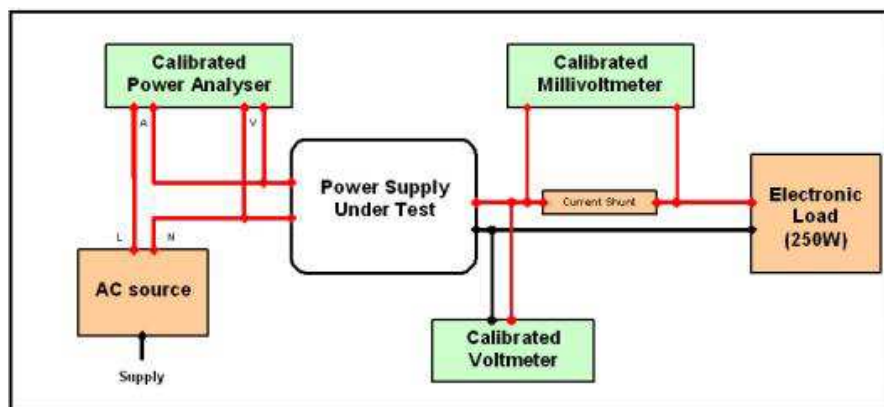 Calibrated
Power Analyser
Calibrated
Millivoltmeter
A
V
Power Supply
Under Test
Current Shunt
Electronic
Load
(250W)
L
N
AC source
Calibrated
Voltmeter
Supply